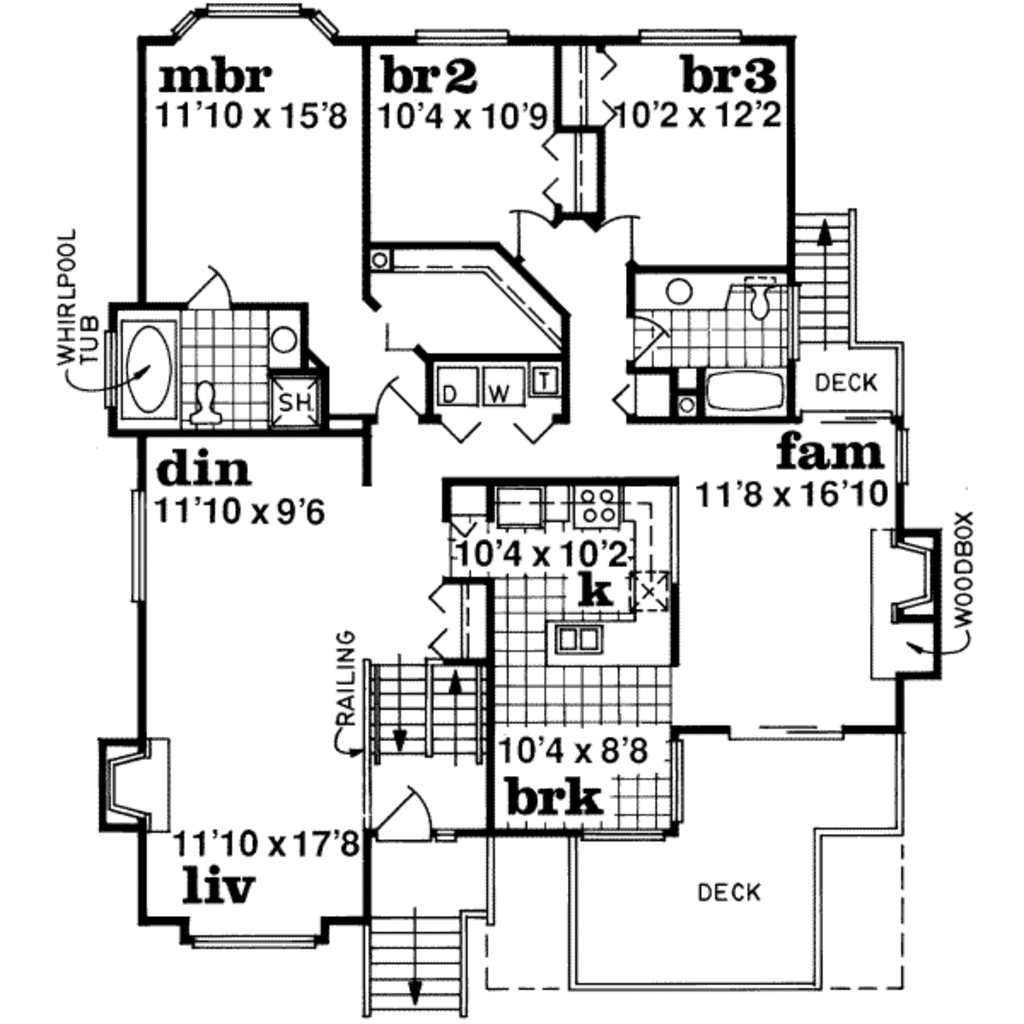 mbr
11'10 x 15'8
br2
10'4 x 10'9
br3
10'2 x 12'2
WHIRLPOOL
TUB
SH.
D
W
T
DECK
din
11'10 x 9'6
fam
11'8 x 16'10
10'4 x 10'2
k
WOODBOX
RAILING
10'4 x 8'8
brk
11'10 x 17'8
liv
DECK